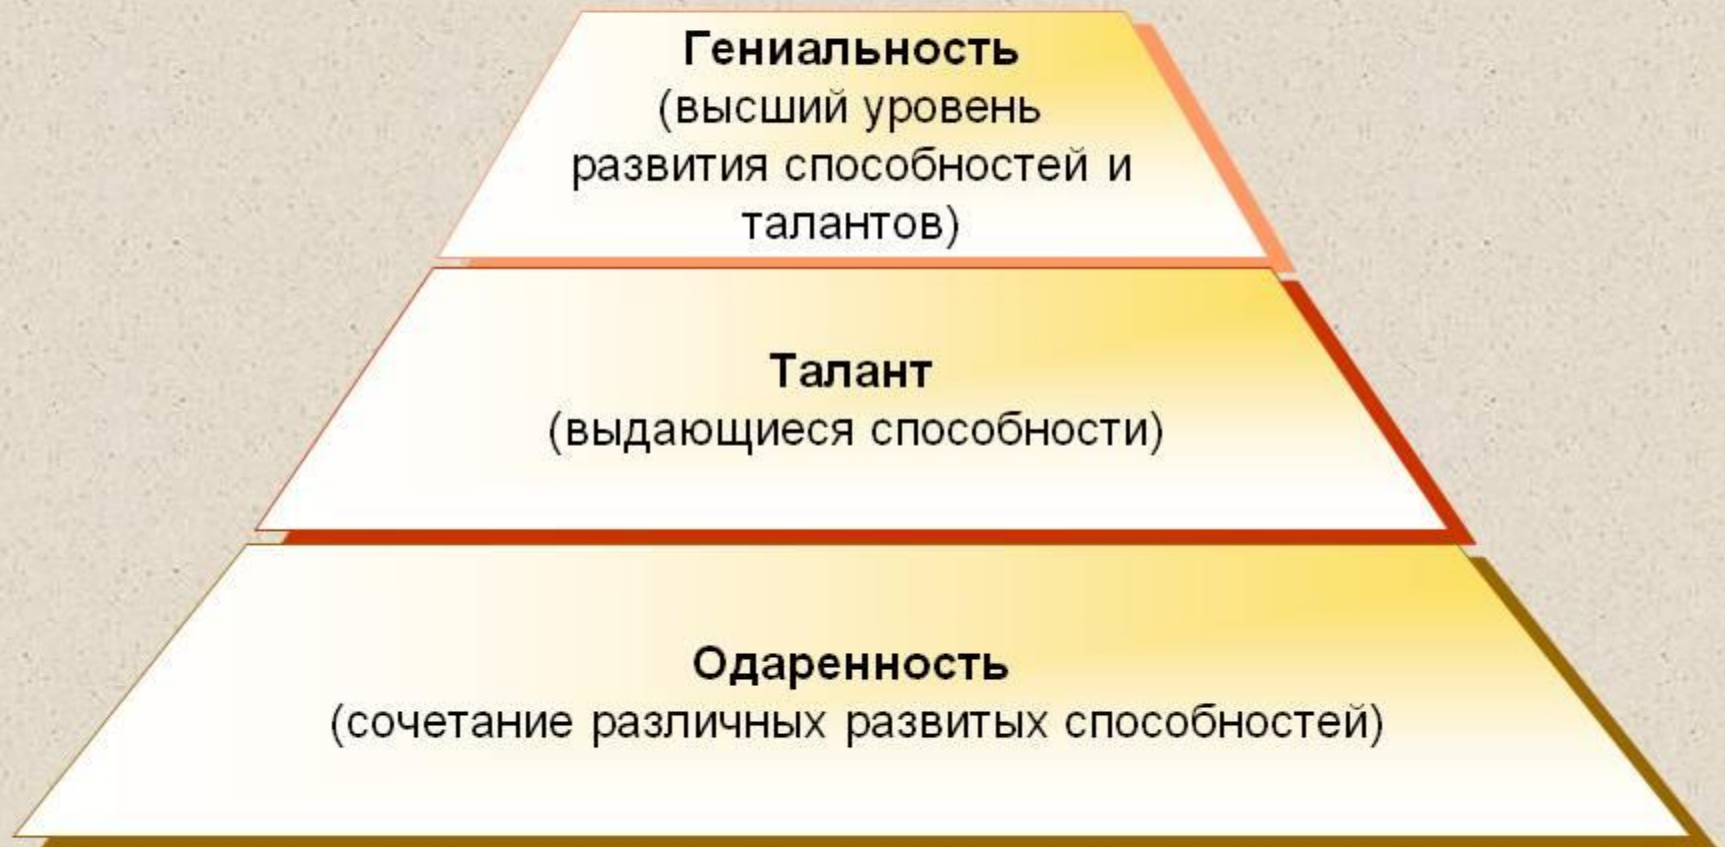 Гениальность
(высший уровень
развития способностей и
талантов)
Талант
(выдающиеся способности)
Одаренность
(сочетание различных развитых способностей)